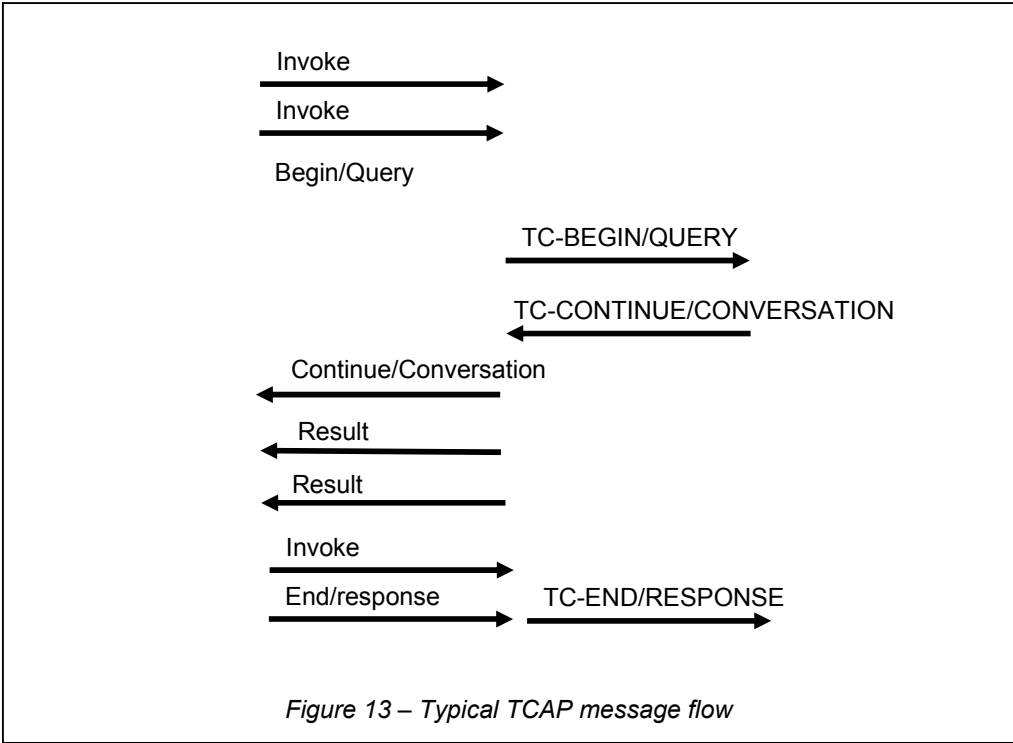 Invoke
Invoke
Begin/Query
TC-BEGIN/QUERY
TC-CONTINUE/CONVERSATION
Continue/Conversation
Result
Result
Invoke
End/response TC-END/RESPONSE
Figure 13 – Typical TCAP message flow